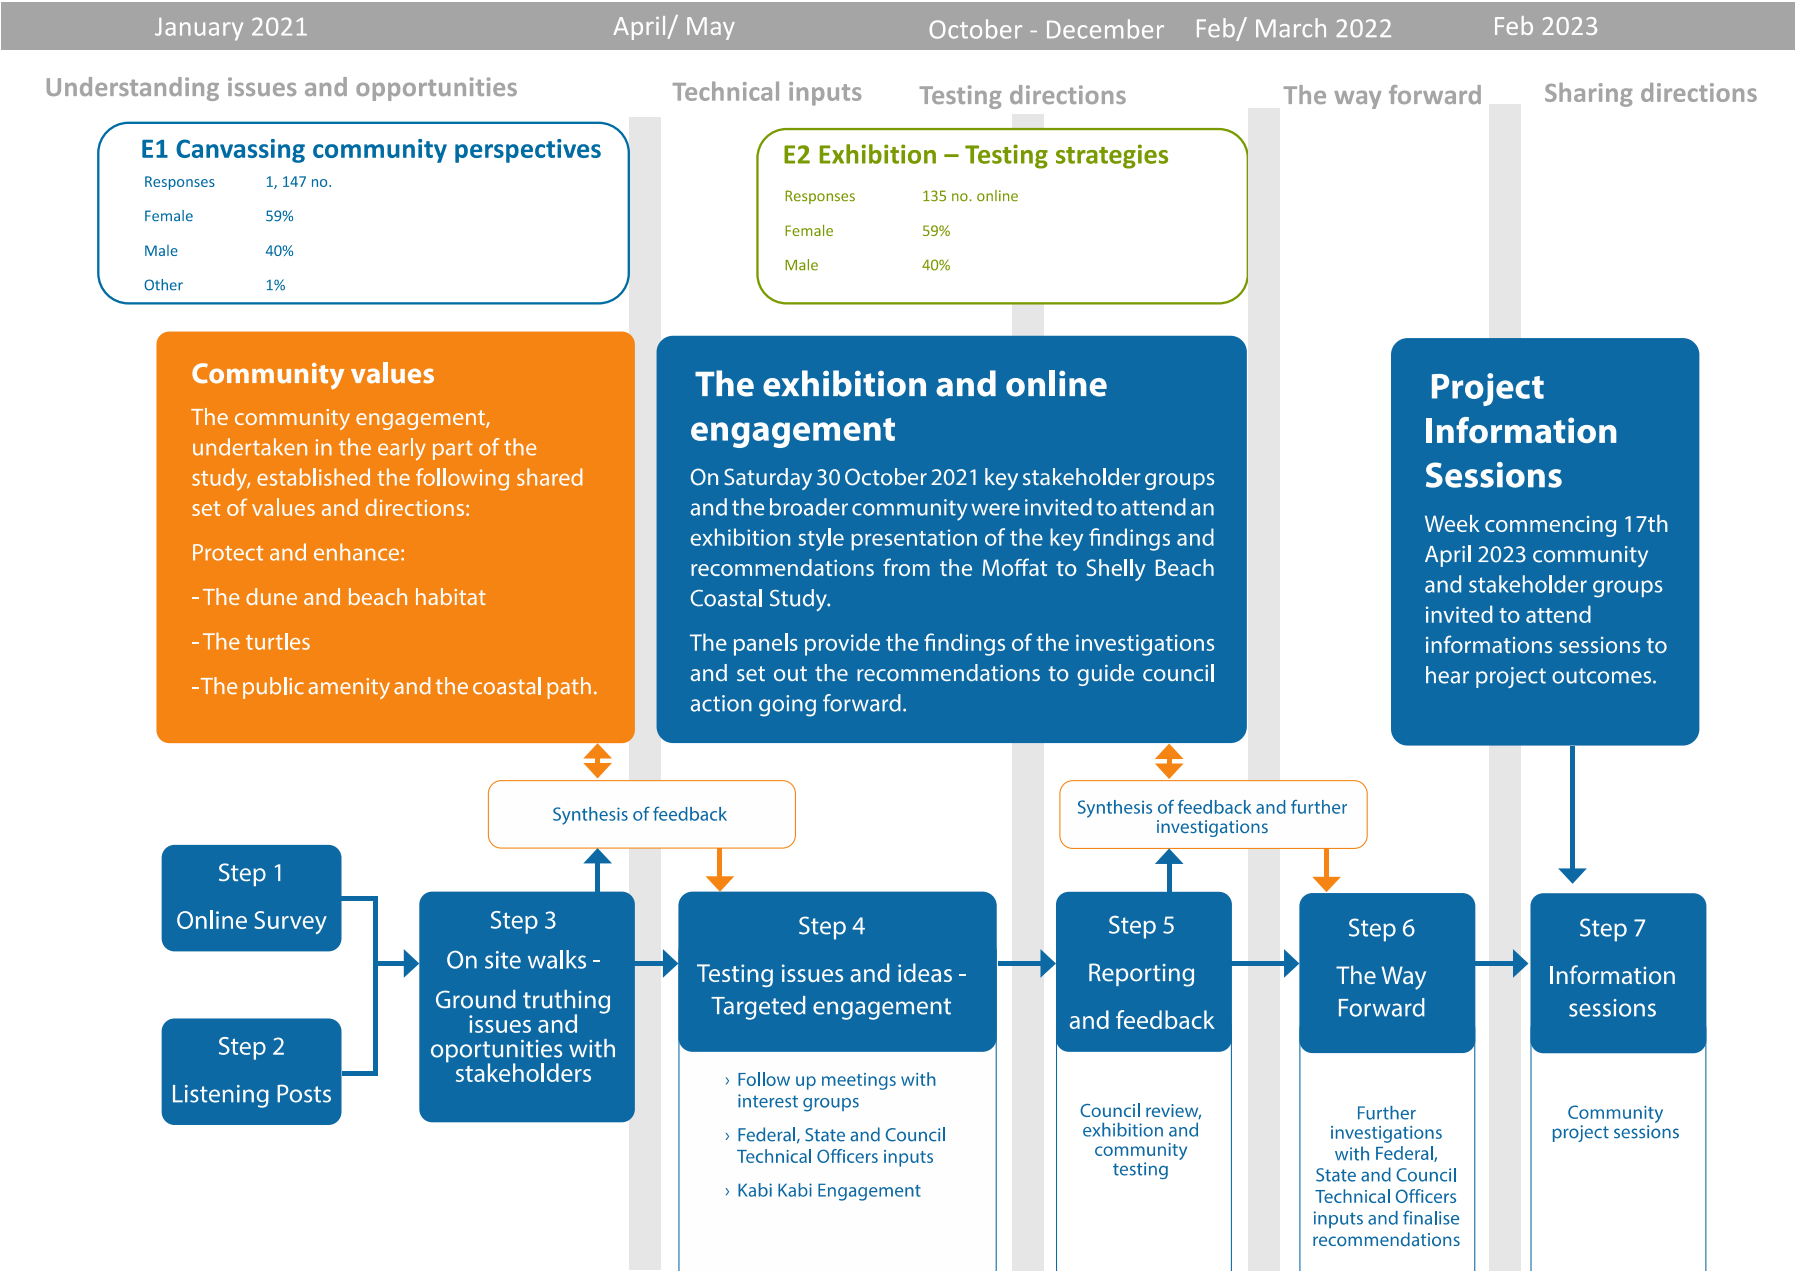 January 2021
April/ May
October - December
Feb/ March 2022
Feb 2023
Understanding issues and opportunities
Technical inputs
Testing directions
The way forward
Sharing directions
E1 Canvassing community perspectives
Responses 1, 147 no.
Female 59%
Male 40%
Other 1%
E2 Exhibition – Testing strategies
Responses 135 no. online
Female 59%
Male 40%
Community values
The community engagement,
undertaken in the early part of the
study, established the following shared
set of values and directions:
Protect and enhance:
- The dune and beach habitat
- The turtles
-The public amenity and the coastal path.
The exhibition and online
engagement
On Saturday 30 October 2021 key stakeholder groups
and the broader community were invited to attend an
exhibition style presentation of the key findings and
recommendations from the Moffat to Shelly Beach
Coastal Study.
The panels provide the findings of the investigations
and set out the recommendations to guide council
action going forward.
Project
Information
Sessions
Week commencing 17th
April 2023 community
and stakeholder groups
invited to attend
informations sessions to
hear project outcomes.
Synthesis of feedback
Synthesis of feedback and further
investigations
Step 1
Online Survey
Step 2
Listening Posts
Step 3
On site walks -
Ground truthing
issues and
oportunities with
stakeholders
Step 4
Testing issues and ideas -
Targeted engagement
› Follow up meetings with
interest groups
› Federal, State and Council
Technical Officers inputs
› Kabi Kabi Engagement
Step 5
Reporting
and feedback
Council review,
exhibition and
community
testing
Step 6
The Way
Forward
Further
investigations
with Federal,
State and Council
Technical Officers
inputs and finalise
recommendations
Step 7
Information
sessions
Community
project sessions